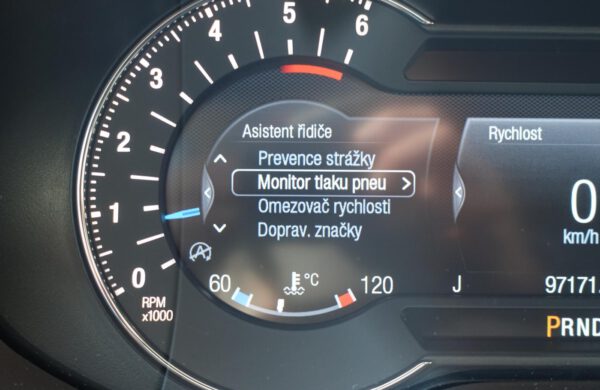 6
5
4
3
2
1
0
RPM
x1000
Asistent řidiče
Prevence strážky
Monitor tlaku pneu
Omezovač rychlosti
Doprav. značky
A
60
°C
120
Rychlost
0
km/h
J
97171.
PRND